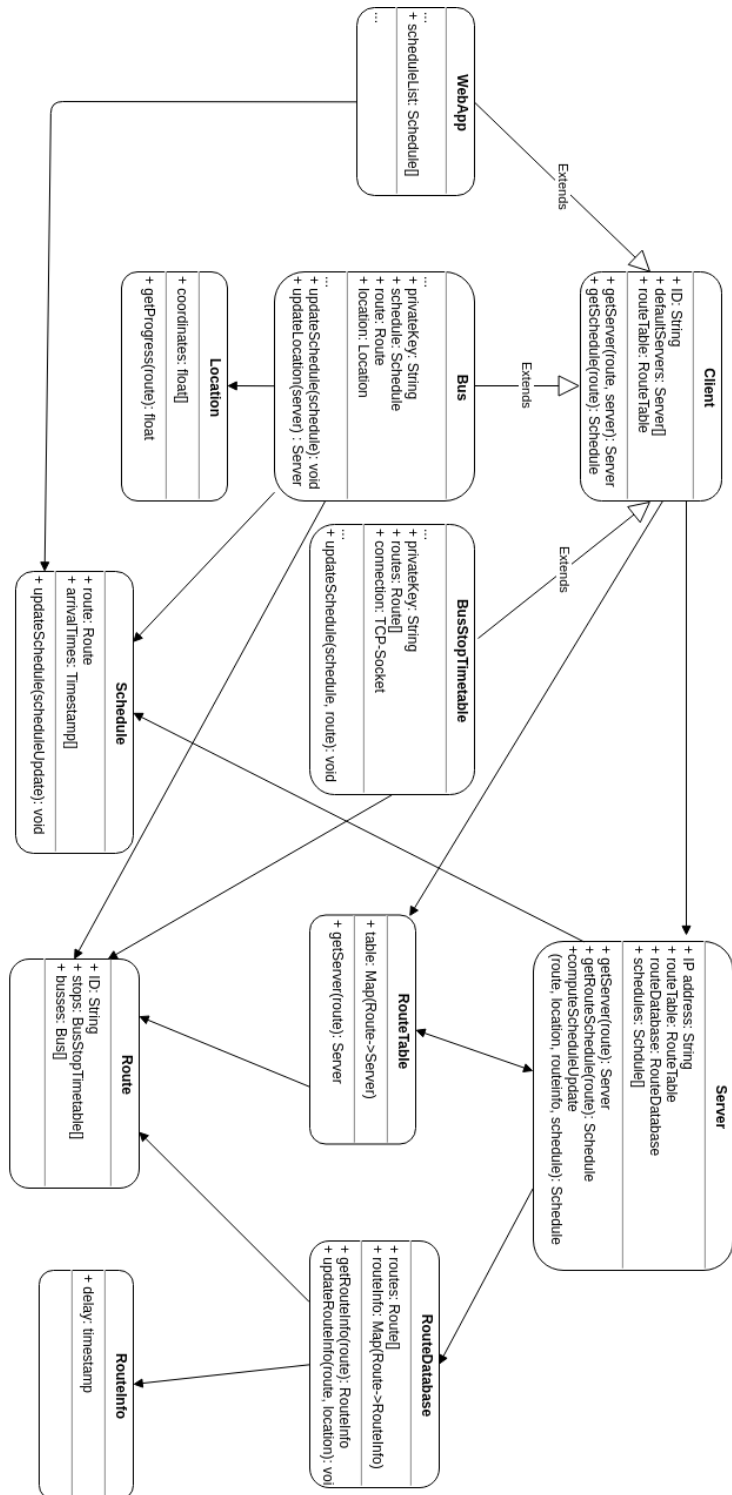 Client
+ ID: String
+ defaultServers: Server[]
+ routeTable: RouteTable
+ getServer(route, server): Server
+ getSchedule(route): Schedule
Server
+ IP address: String
+ routeTable: RouteTable
+ routeDatabase: RouteDatabase
+ schedules: Schdule[]
+ getServer(route): Server
+ getRouteSchedule(route): Schedule
+computeScheduleUpdate
(route, location, routeinfo, schedule): Schedule
Extends
Extends
Extends
WebApp
...
+ scheduleList: Schedule[]
...
Bus
...
+ privateKey: String
+ schedule: Schedule
+ route: Route
+ location: Location
...
+ updateSchedule(schedule): void
+ updateLocation(server) : Server
BusStopTimetable
...
+ privateKey: String
+ routes: Route[]
+ connection: TCP-Socket
...
+ updateSchedule(schedule, route): void
RouteTable
+ table: Map(Route->Server)
+ getServer(route): Server
RouteDatabase
+ routes: Route[]
+ routeInfo: Map(Route->RouteInfo)
+ getRouteInfo(route): RouteInfo
+ updateRouteInfo(route, location): voi
Location
+ coordinates: float[]
+ getProgress(route): float
Schedule
+ route: Route
+ arrivalTimes: Timestamp[]
+ updateSchedule(scheduleUpdate): void
Route
+ ID: String
+ stops: BusStopTimetable[]
+ busses: Bus[]
RouteInfo
+ delay: timestamp